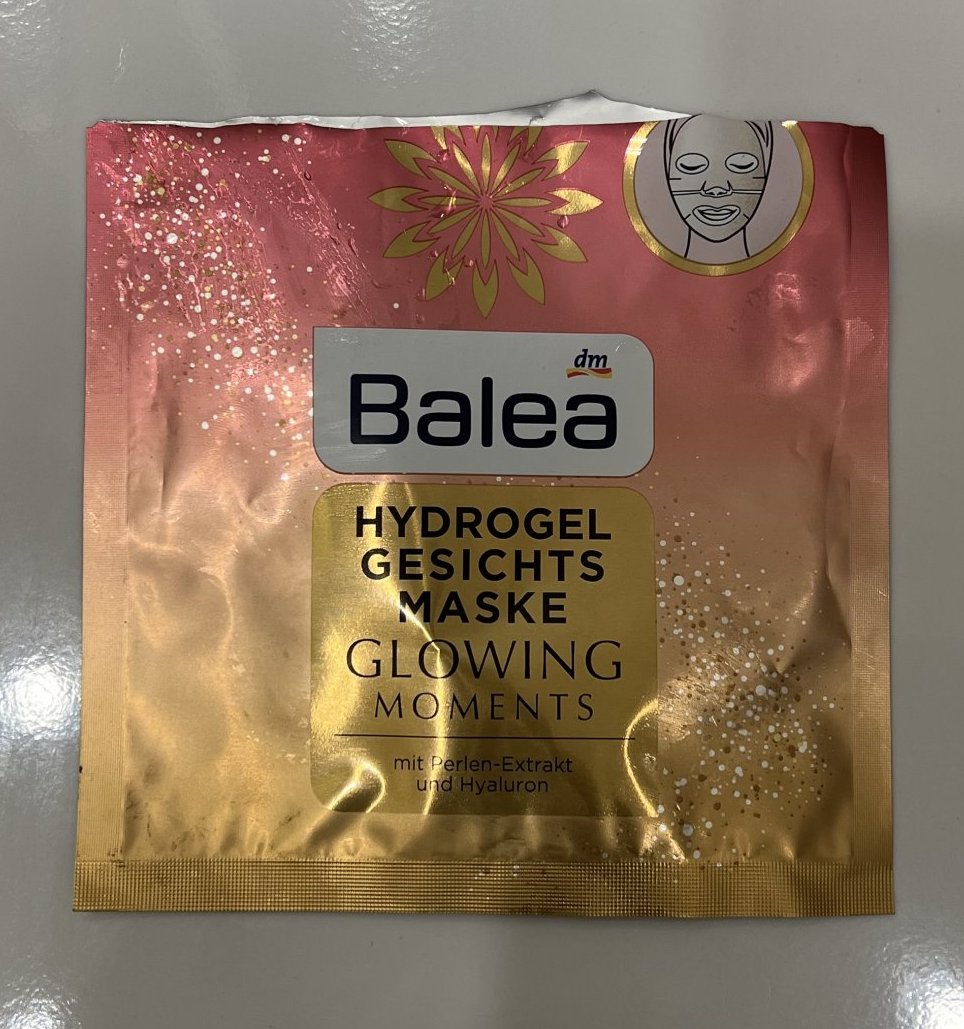 dm
Balea
HYDROGEL
GESICHTS
MASKE
GLOWING
MOMENTS
mit Perlen-Extrakt
und Hyaluron